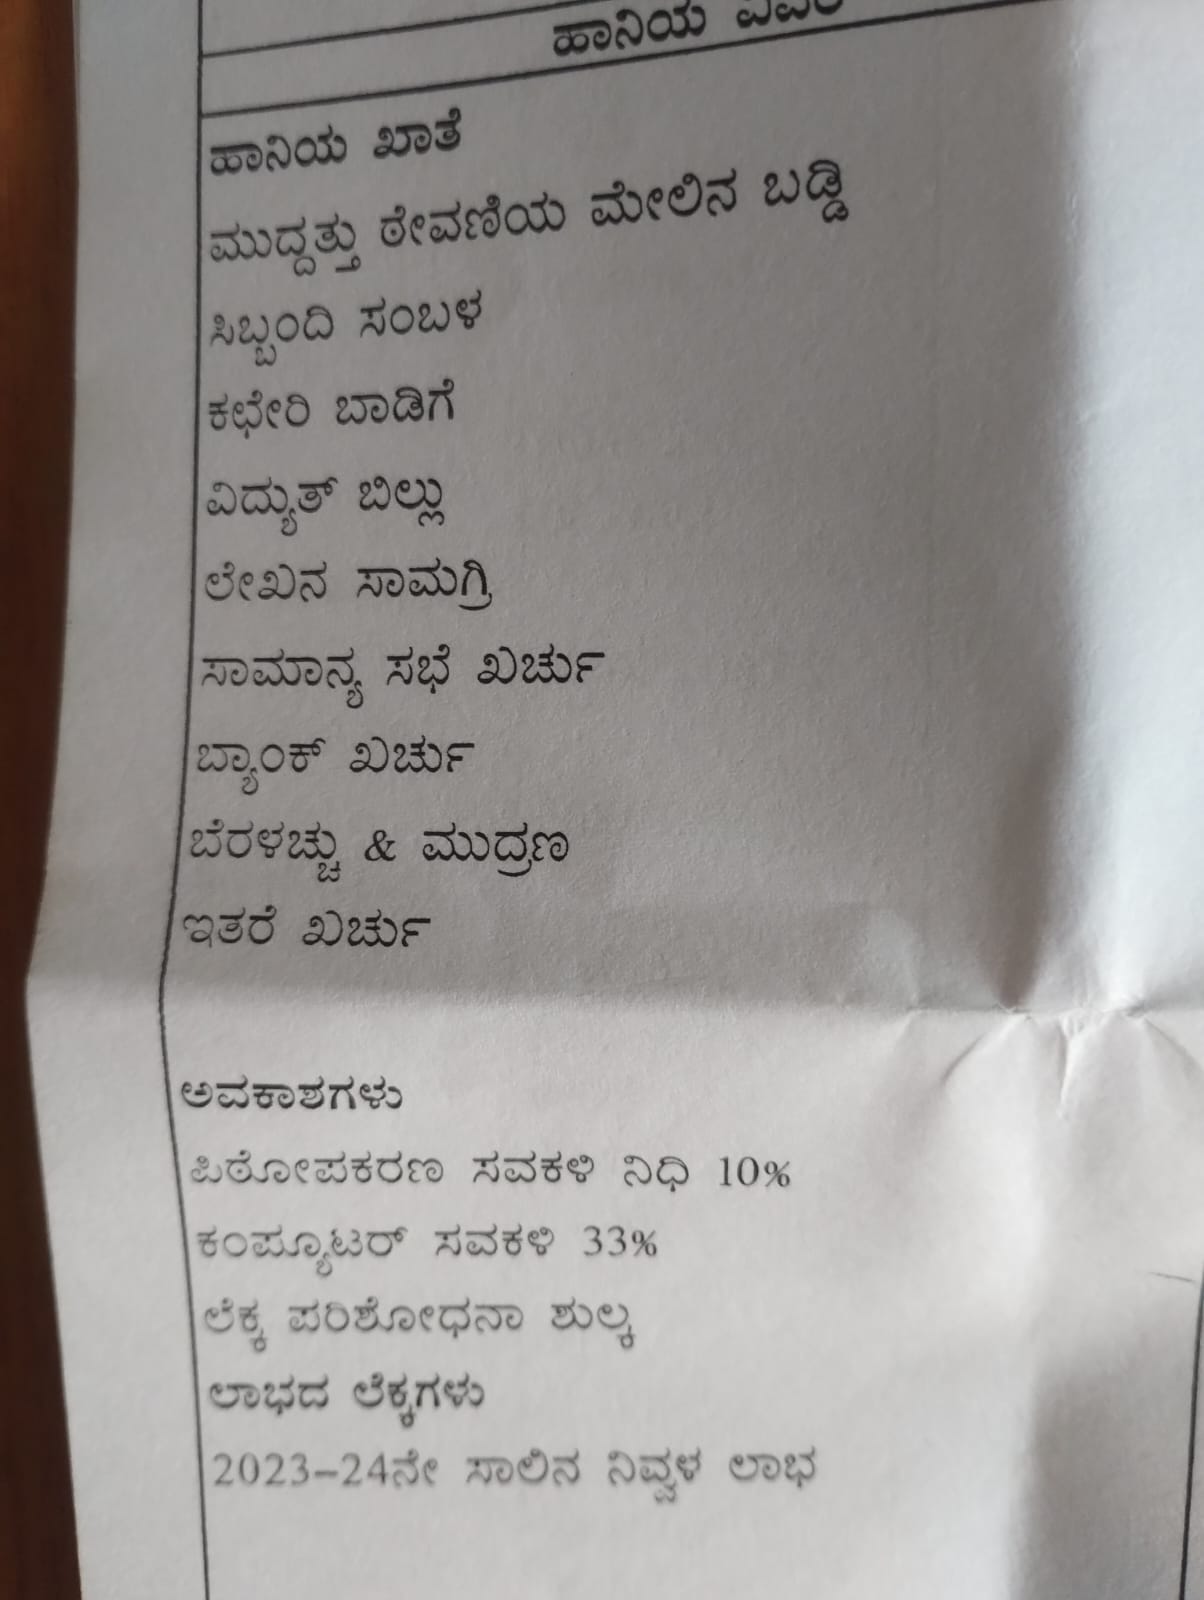 ಹಾನಿಯ ವಿವರ
ಹಾನಿಯ ಖಾತೆ
ಮುದ್ದತ್ತು ಠೇವಣಿಯ ಮೇಲಿನ ಬಡ್ಡಿ
ಸಿಬ್ಬಂದಿ ಸಂಬಳ
ಕಛೇರಿ ಬಾಡಿಗೆ
ವಿದ್ಯುತ್ ಬಿಲ್ಲು
ಲೇಖನ ಸಾಮಗ್ರಿ
ಸಾಮಾನ್ಯ ಸಭೆ ಖರ್ಚು
ಬ್ಯಾಂಕ್ ಖರ್ಚು
ಬೆರಳಚ್ಚು & ಮುದ್ರಣ
ಇತರೆ ಖರ್ಚು
ಅವಕಾಶಗಳು
ಪಿಠೋಪಕರಣ ಸವಕಳಿ ನಿಧಿ 10%
ಕಂಪ್ಯೂಟರ್ ಸವಕಳಿ 33%
ಲೆಕ್ಕ ಪರಿಶೋಧನಾ ಶುಲ್ಕ
ಲಾಭದ ಲೆಕ್ಕಗಳು
2023-24ನೇ ಸಾಲಿನ ನಿವ್ವಳ ಲಾಭ